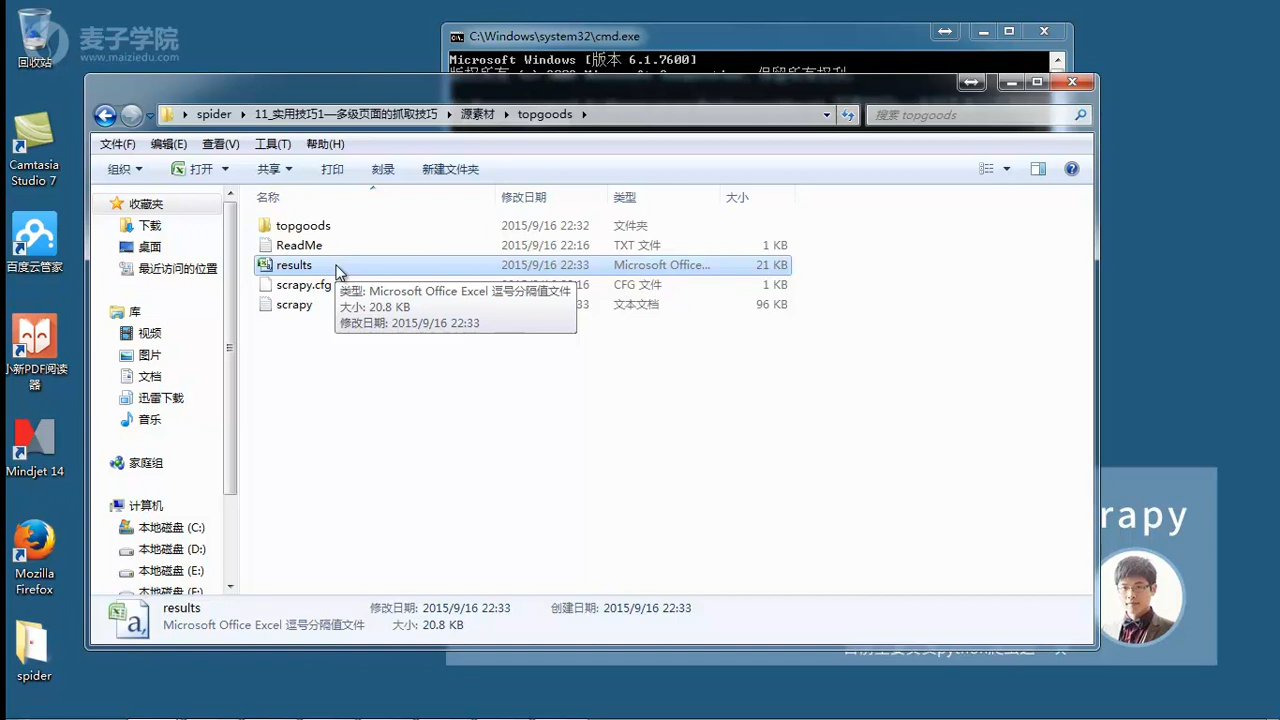 麦子学院
www.maiziedu.com
回收站
Camtasia
Studio 7
百度云管家
小新PDF阅读
器
Mindjet 14
Mozilla
Firefox
spider
C:\Windows\system32\cmd.exe
Microsoft Windows [版本 6.1.7600]
spider
11_实用技巧1—多级页面的抓取技巧
源素材
topgoods
搜索 topgoods
文件(F) 编辑(E) 查看(V) 工具(T) 帮助(H)
组织 打开 共享 打印 刻录 新建文件夹
收藏夹
下载
桌面
最近访问的位置
库
视频
图片
文档
迅雷下载
音乐
家庭组
计算机
本地磁盘 (C:)
本地磁盘 (D:)
本地磁盘 (E:)
名称 修改日期 类型 大小
topgoods 2015/9/16 22:32 文件夹
ReadMe 2015/9/16 22:16 TXT 文件 1 KB
results 2015/9/16 22:33 Microsoft Office... 21 KB
scrapy.cfg CFG 文件 1 KB
scrapy 文本文档 96 KB
类型: Microsoft Office Excel 逗号分隔值文件
大小: 20.8 KB
修改日期: 2015/9/16 22:33
results 修改日期: 2015/9/16 22:33 创建日期: 2015/9/16 22:33
Microsoft Office Excel 逗号分隔值文件 大小: 20.8 KB
rapy